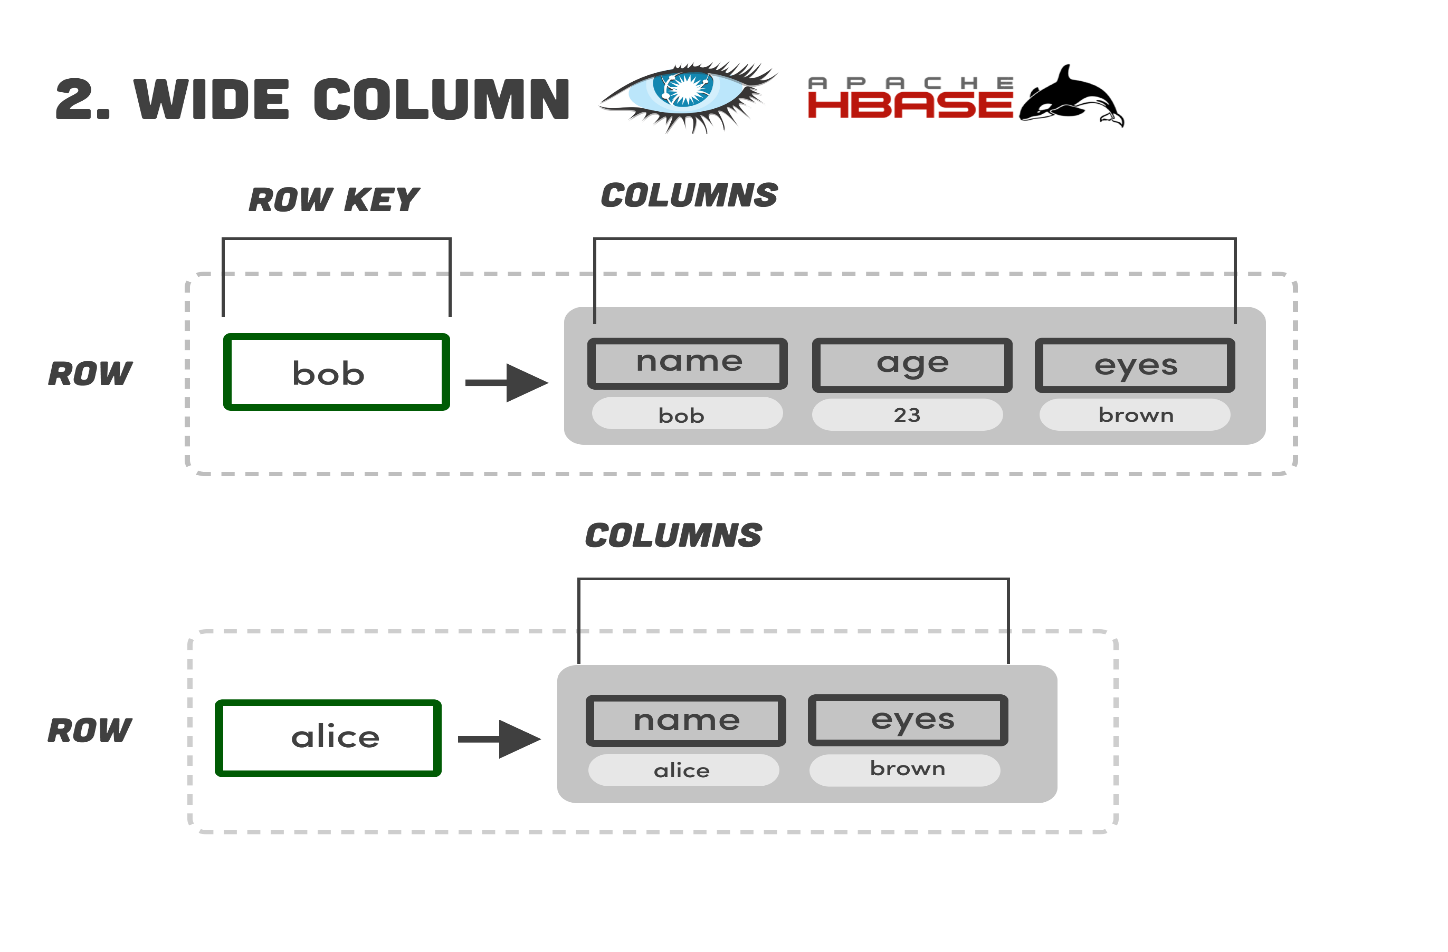 2. WIDE COLUMN
APACHE
HBASE
ROW KEY
COLUMNS
ROW
bob
name
age
eyes
bob
23
brown
COLUMNS
ROW
alice
name
eyes
alice
brown